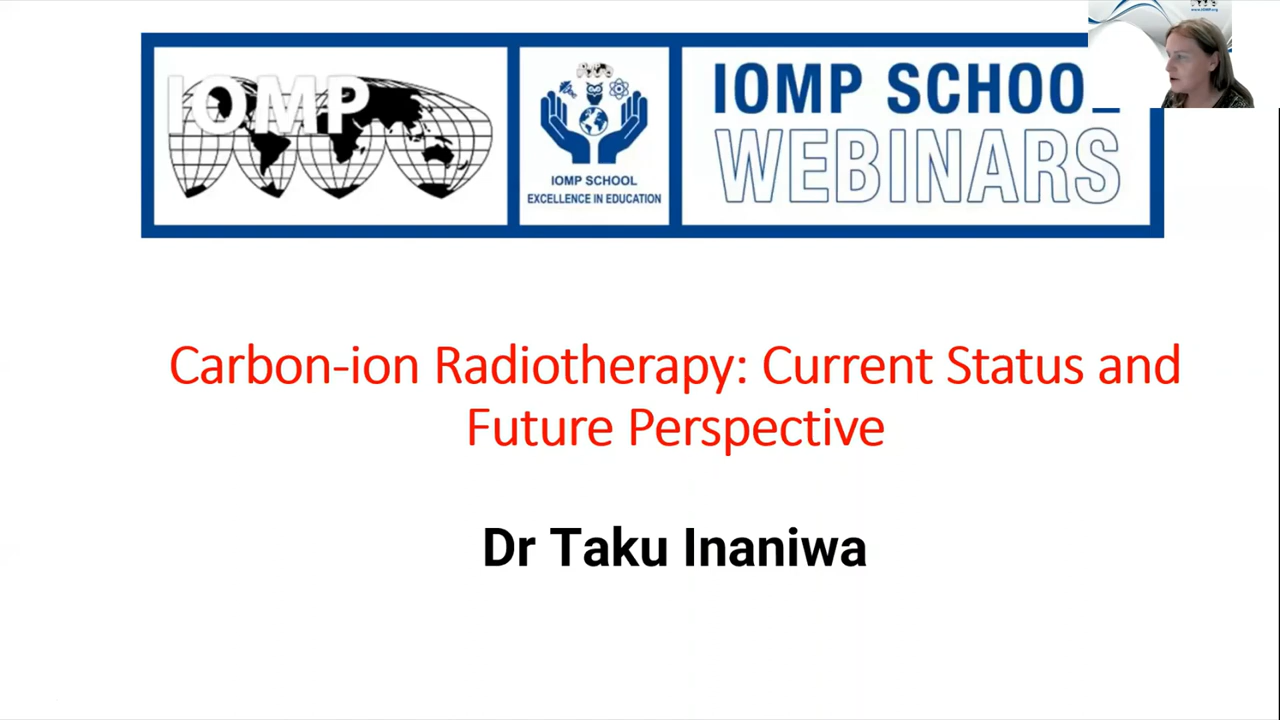 IOMP
IOMP SCHOOL
EXCELLENCE IN EDUCATION
IOMP SCHOOL
WEBINARS
Carbon-ion Radiotherapy: Current Status and
Future Perspective
Dr Taku Inaniwa